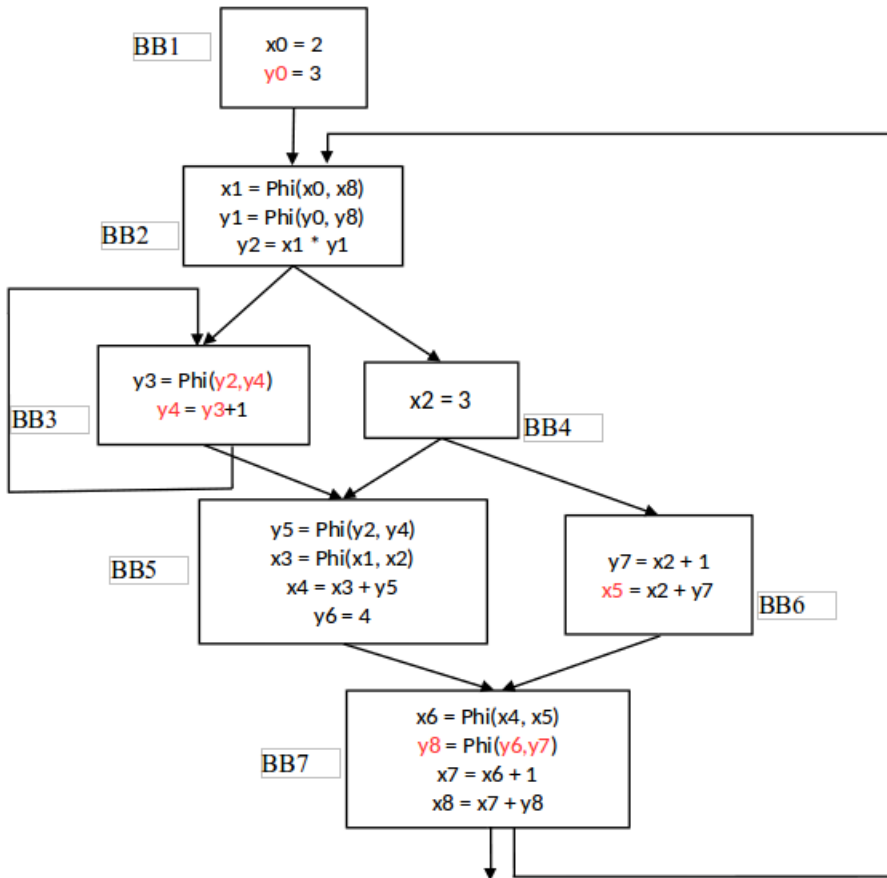 BB1
x0 = 2
y0 = 3
x1 = Phi(x0, x8)
y1 = Phi(y0, y8)
y2 = x1 * y1
BB2
y3 = Phi(y2,y4)
y4 = y3+1
BB3
x2 = 3
BB4
y5 = Phi(y2, y4)
x3 = Phi(x1, x2)
x4 = x3 + y5
y6 = 4
BB5
y7 = x2 + 1
x5 = x2 + y7
BB6
x6 = Phi(x4, x5)
y8 = Phi(y6,y7)
x7 = x6 + 1
x8 = x7 + y8
BB7